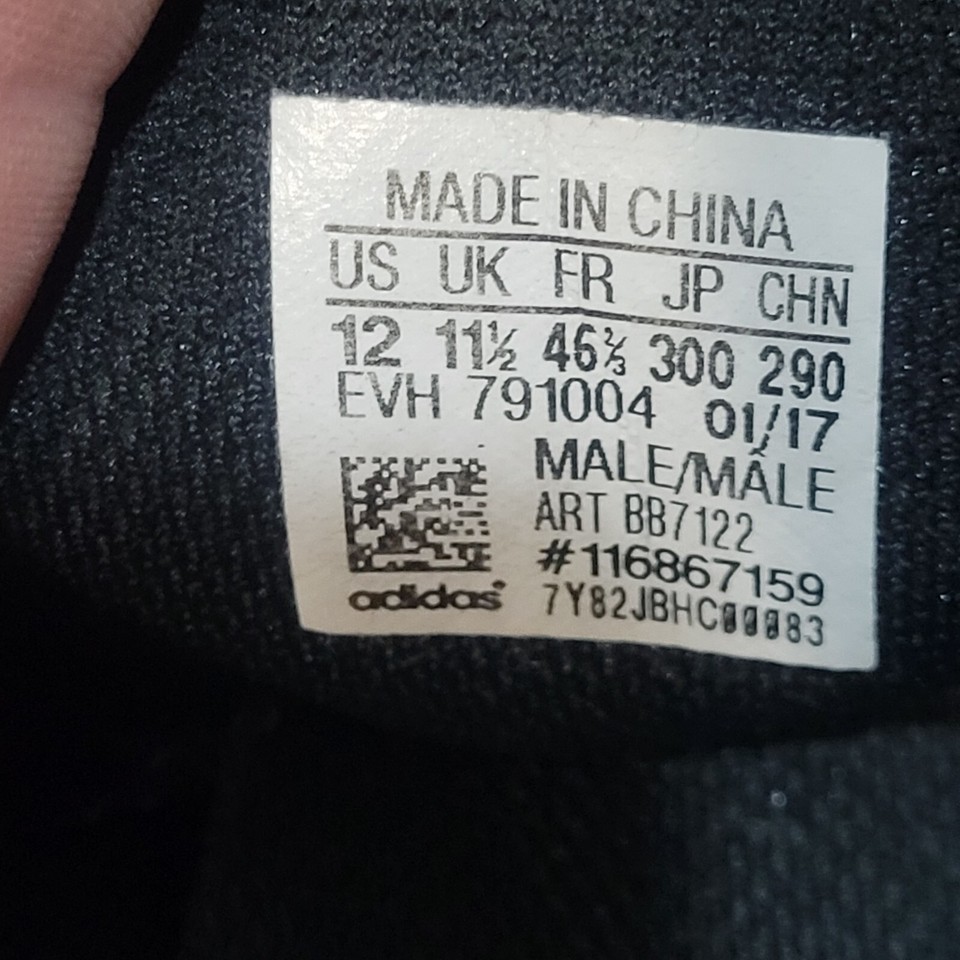 MADE IN CHINA
US UK FR JP CHN
12 11½ 46⅔ 300 290
EVH 791004 01/17
MALE/MÂLE
ART BB7122
#116867159
adidas® 7Y82JBHC00083